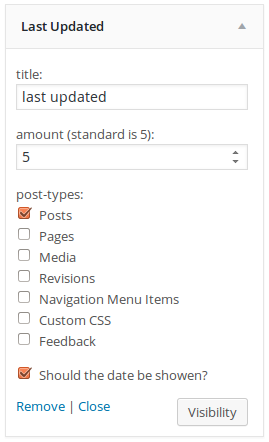 Last Updated
title:
last updated
amount (standard is 5):
5
post-types:
Posts
Pages
Media
Revisions
Navigation Menu Items
Custom CSS
Feedback
Should the date be showen?
Remove | Close
Visibility